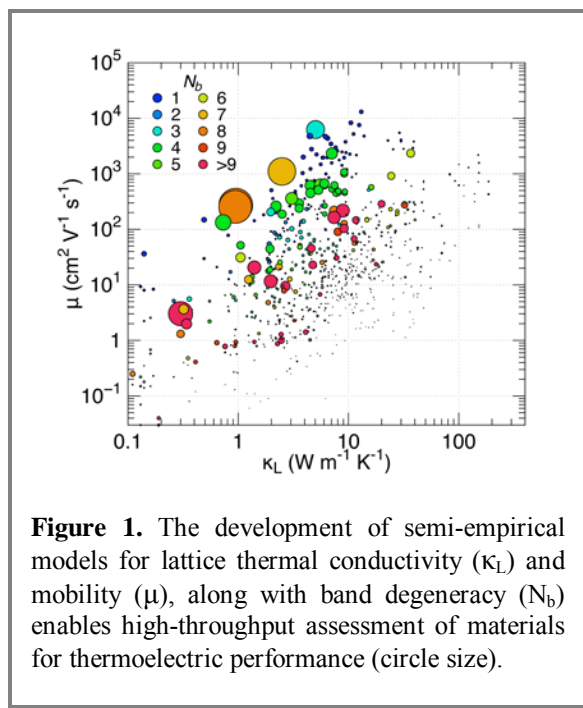 10⁵
10⁴
10³
10²
10¹
1
10⁻¹
μ (cm² V⁻¹ s⁻¹)
N_b
1 6
2 7
3 8
4 9
5 >9
0.1 1 10 100
κ_L (W m⁻¹ K⁻¹)
Figure 1. The development of semi-empirical
models for lattice thermal conductivity (κ_L) and
mobility (μ), along with band degeneracy (N_b)
enables high-throughput assessment of materials
for thermoelectric performance (circle size).